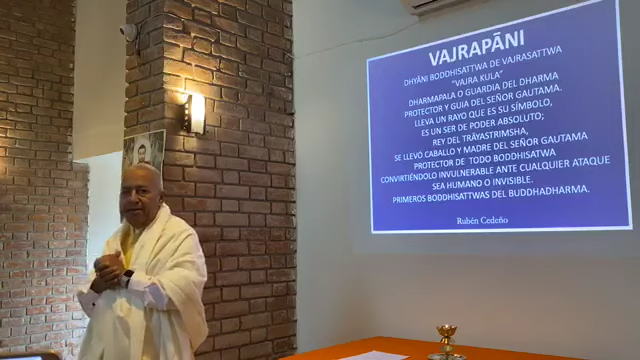 VAJRAPĀNI
DHYĀNI BODDHISATTWA DE VAJRASATTWA
"VAJRA KULA"
DHARMAPALA O GUARDIA DEL DHARMA
PROTECTOR Y GUIA DEL SEÑOR GAUTAMA.
LLEVA UN RAYO QUE ES SU SÍMBOLO,
ES UN SER DE PODER ABSOLUTO;
REY DEL TRĀYASTRIMSHA,
SE LLEVÓ CABALLO Y MADRE DEL SEÑOR GAUTAMA
PROTECTOR DE TODO BODDHISATWA
CONVIRTIÉNDOLO INVULNERABLE ANTE CUALQUIER ATAQUE
SEA HUMANO O INVISIBLE.
PRIMEROS BODDHISATTWAS DEL BUDDHADHARMA.
Rubén Cedeño